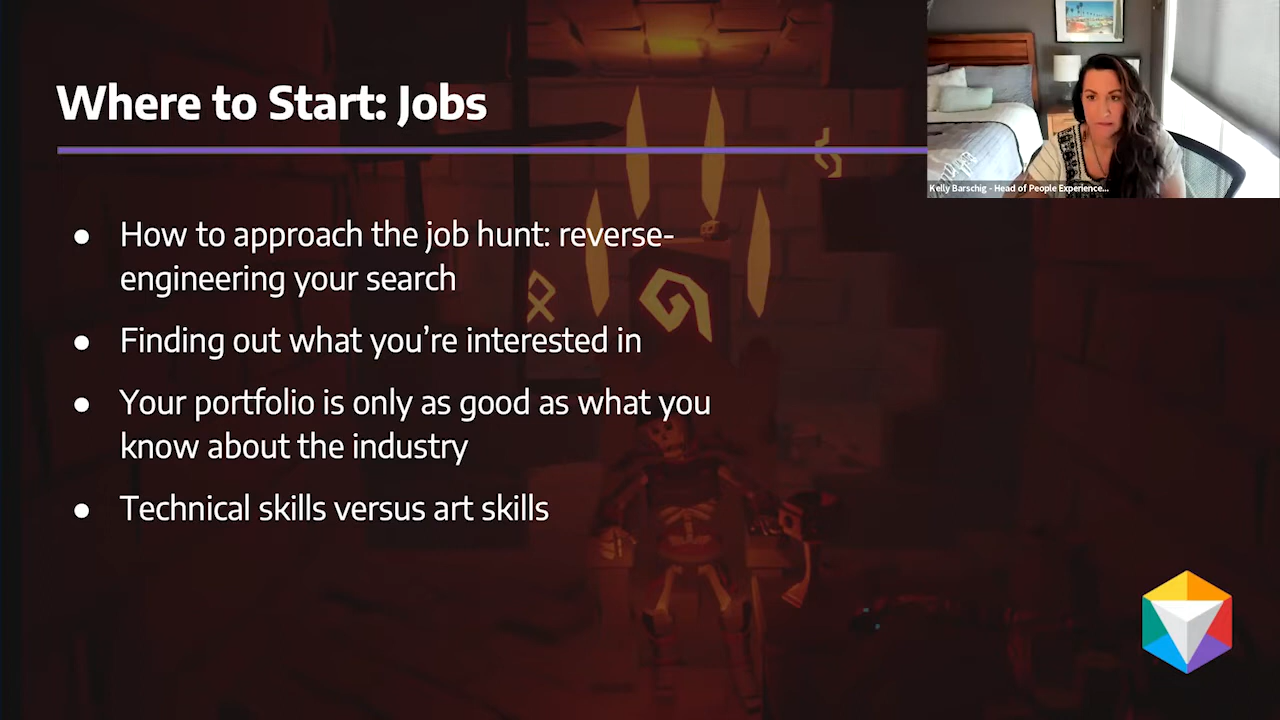 Where to Start: Jobs
Kelly Barschig - Head of People Experience...
● How to approach the job hunt: reverse-
engineering your search
● Finding out what you’re interested in
● Your portfolio is only as good as what you
know about the industry
● Technical skills versus art skills